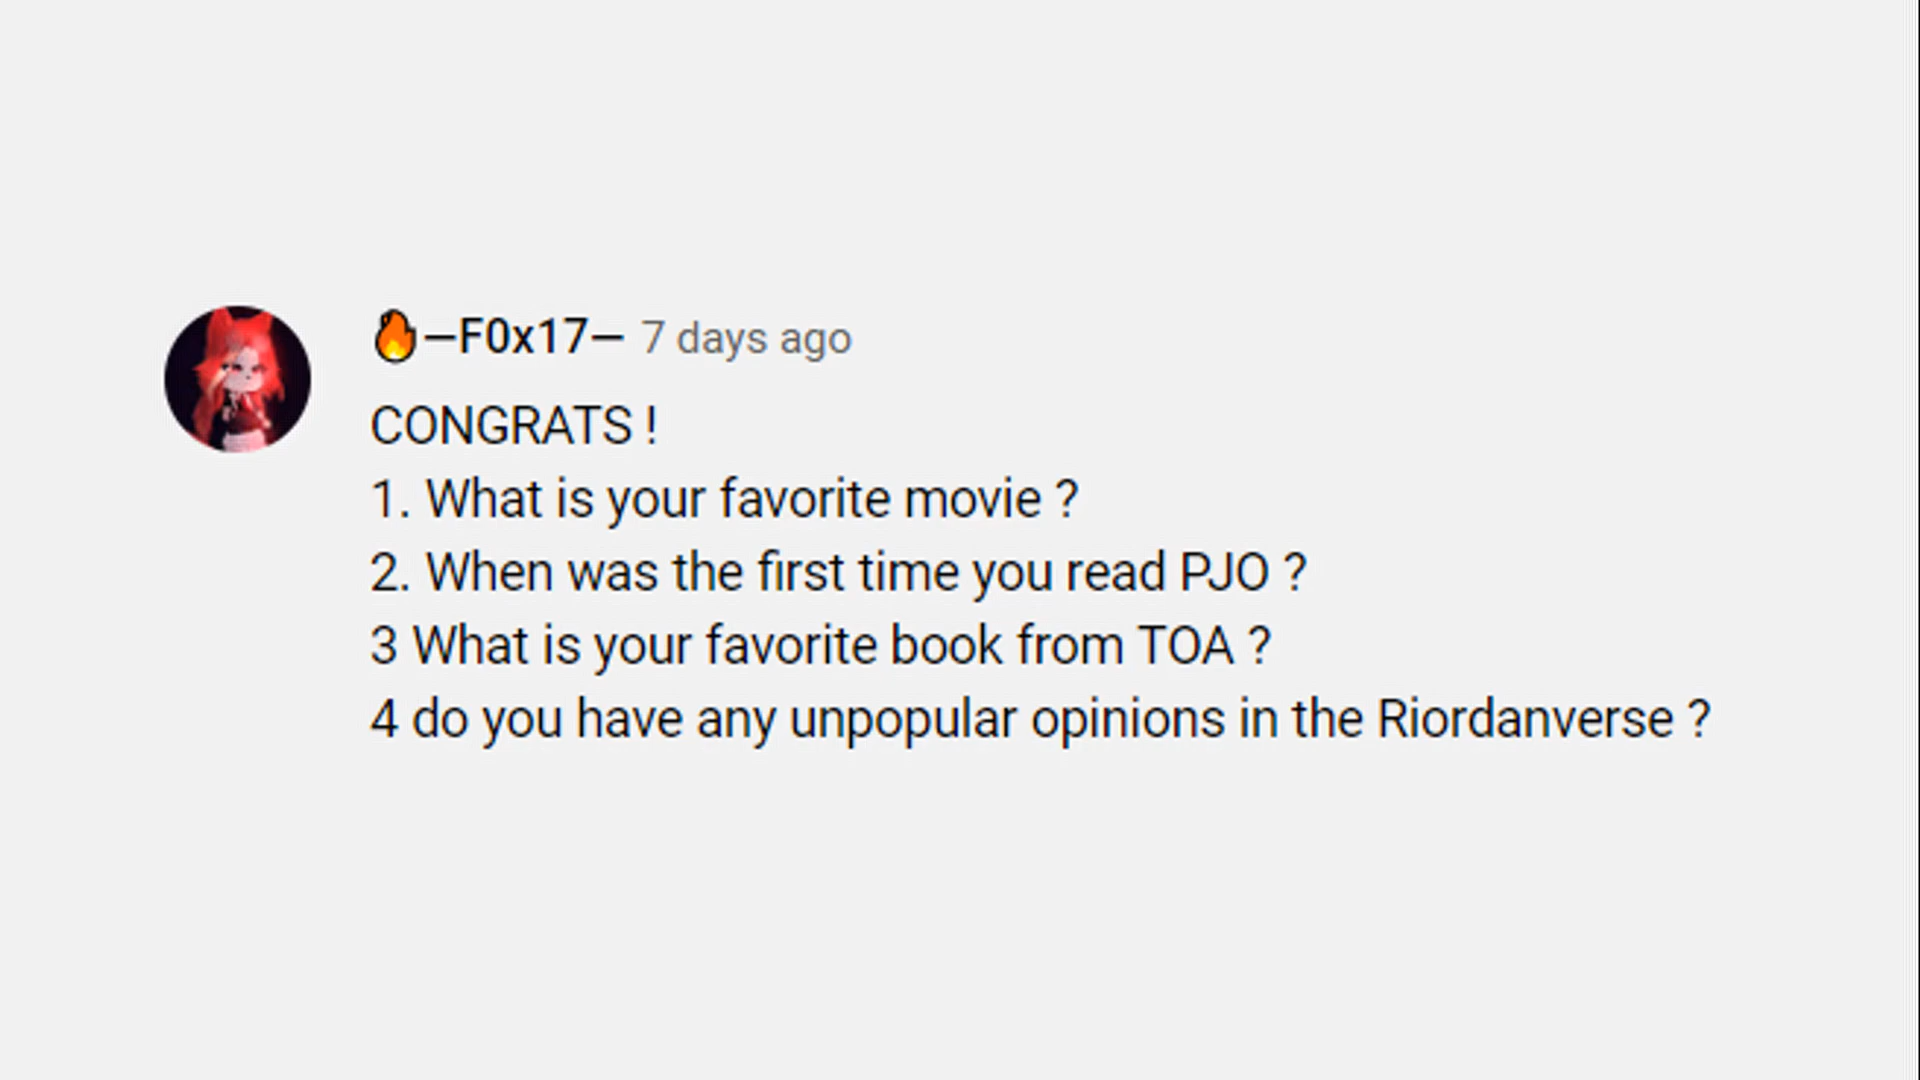 🔥—F0x17— 7 days ago
CONGRATS !
1. What is your favorite movie ?
2. When was the first time you read PJO ?
3 What is your favorite book from TOA ?
4 do you have any unpopular opinions in the Riordanverse ?